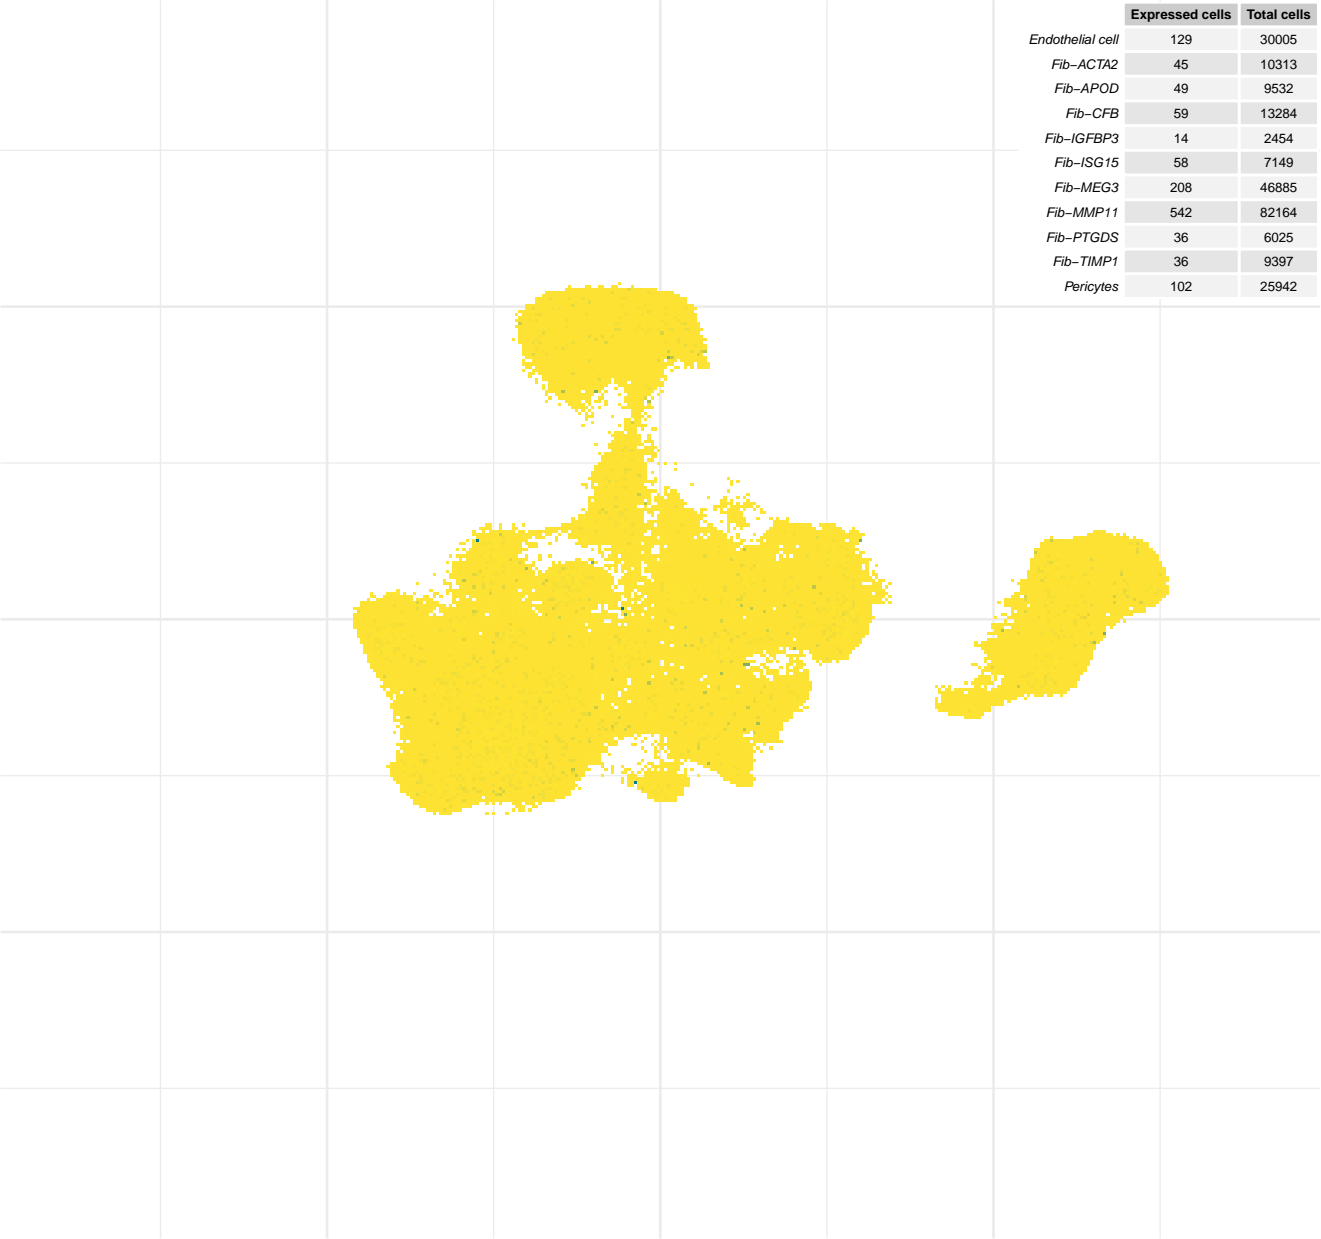 Expressed cells Total cells
Endothelial cell 129 30005
Fib−ACTA2 45 10313
Fib−APOD 49 9532
Fib−CFB 59 13284
Fib−IGFBP3 14 2454
Fib−ISG15 58 7149
Fib−MEG3 208 46885
Fib−MMP11 542 82164
Fib−PTGDS 36 6025
Fib−TIMP1 36 9397
Pericytes 102 25942